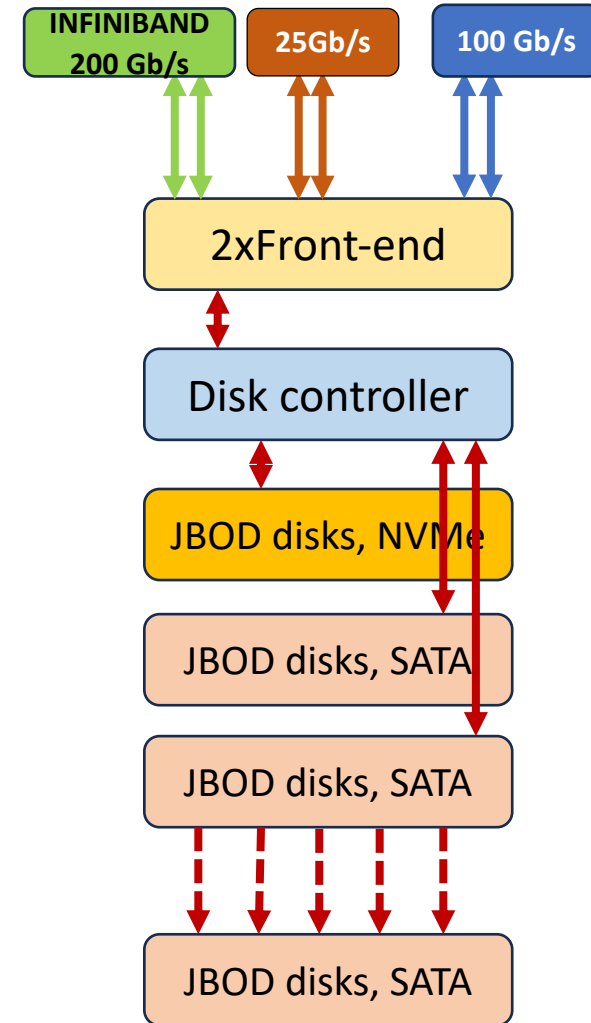 INFINIBAND
200 Gb/s
25Gb/s
100 Gb/s
2xFront-end
Disk controller
JBOD disks, NVMe
JBOD disks, SATA
JBOD disks, SATA
JBOD disks, SATA